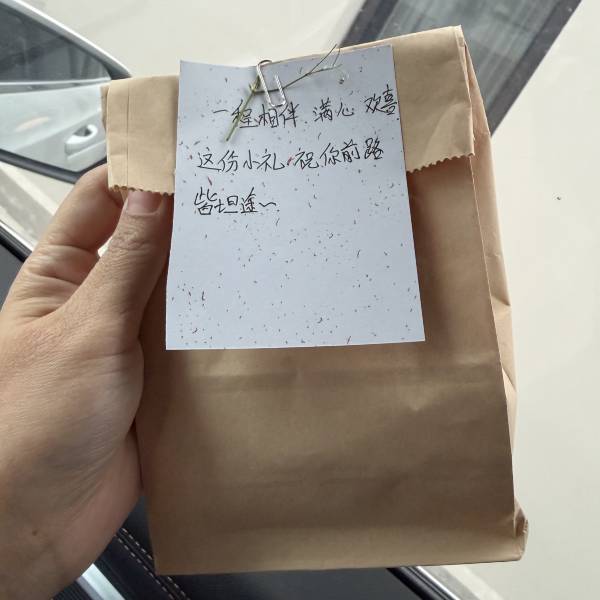 一程相伴 满心 欢喜.
这份小礼.祝你前路
皆坦途~